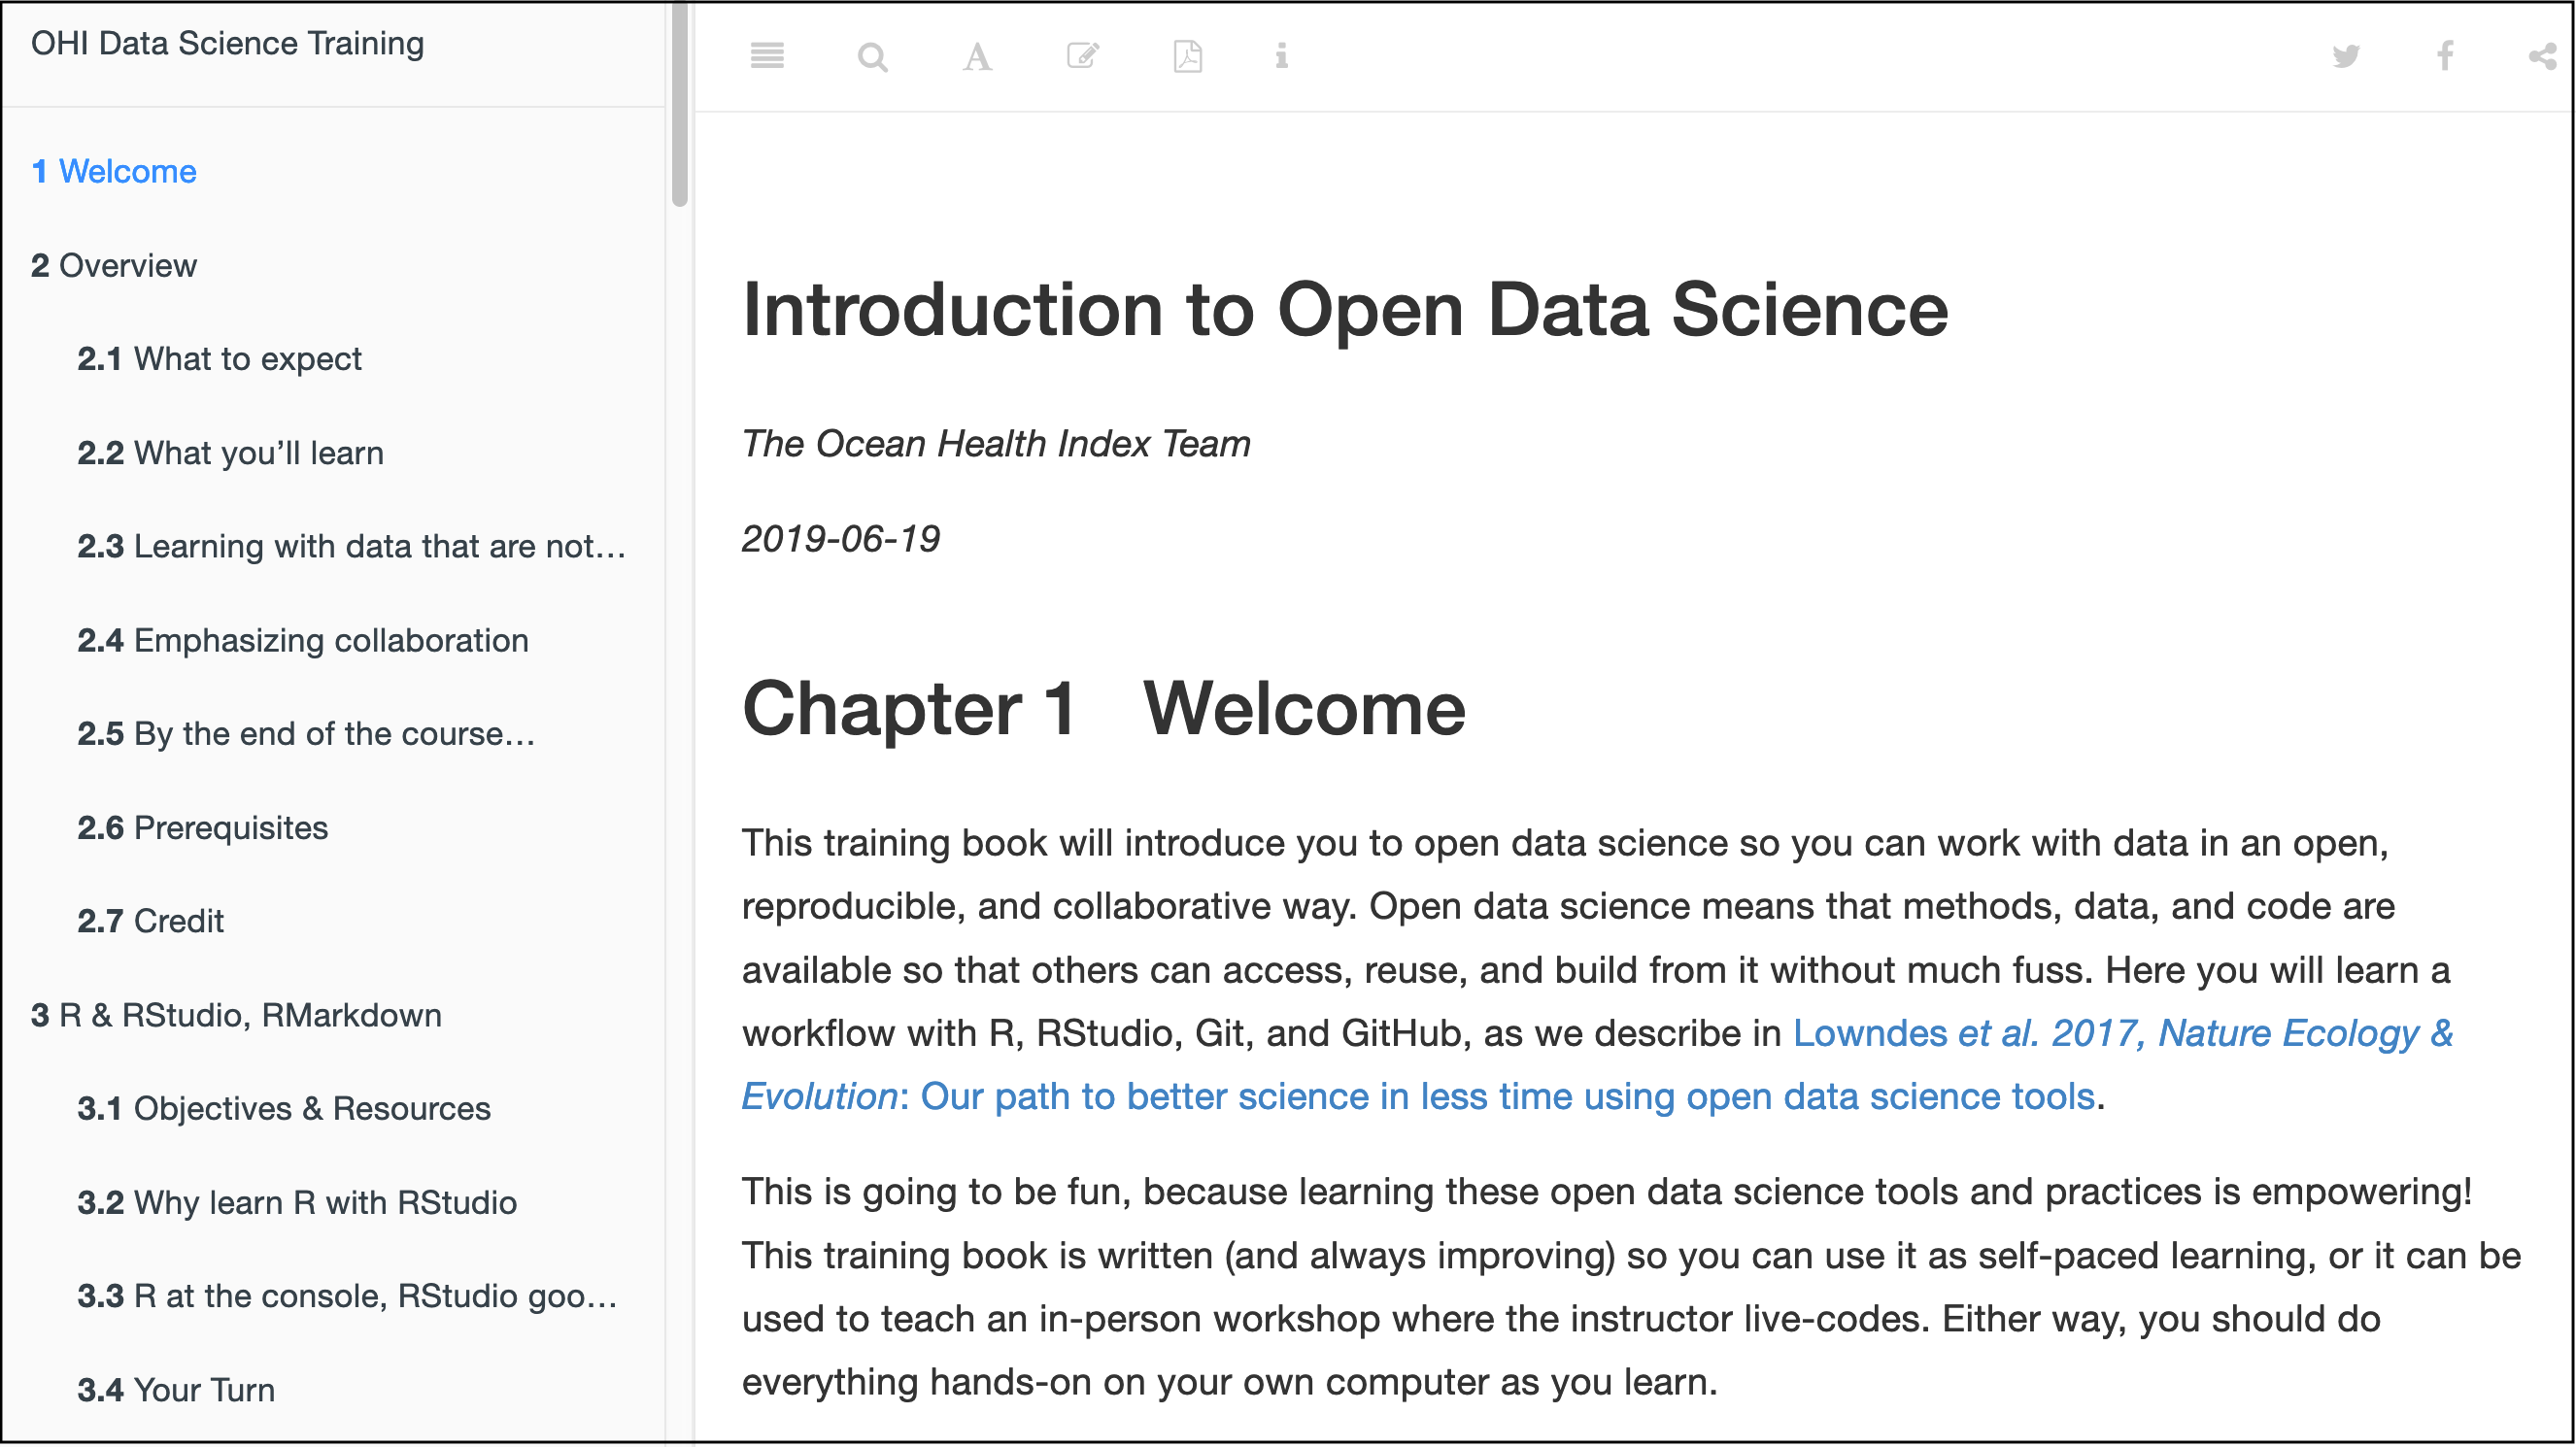 OHI Data Science Training
1 Welcome
2 Overview
2.1 What to expect
2.2 What you’ll learn
2.3 Learning with data that are not…
2.4 Emphasizing collaboration
2.5 By the end of the course…
2.6 Prerequisites
2.7 Credit
3 R & RStudio, RMarkdown
3.1 Objectives & Resources
3.2 Why learn R with RStudio
3.3 R at the console, RStudio goo…
3.4 Your Turn
Introduction to Open Data Science
The Ocean Health Index Team
2019-06-19
Chapter 1 Welcome
This training book will introduce you to open data science so you can work with data in an open,
reproducible, and collaborative way. Open data science means that methods, data, and code are
available so that others can access, reuse, and build from it without much fuss. Here you will learn a
workflow with R, RStudio, Git, and GitHub, as we describe in Lowndes et al. 2017, Nature Ecology &
Evolution: Our path to better science in less time using open data science tools.
This is going to be fun, because learning these open data science tools and practices is empowering!
This training book is written (and always improving) so you can use it as self-paced learning, or it can be
used to teach an in-person workshop where the instructor live-codes. Either way, you should do
everything hands-on on your own computer as you learn.